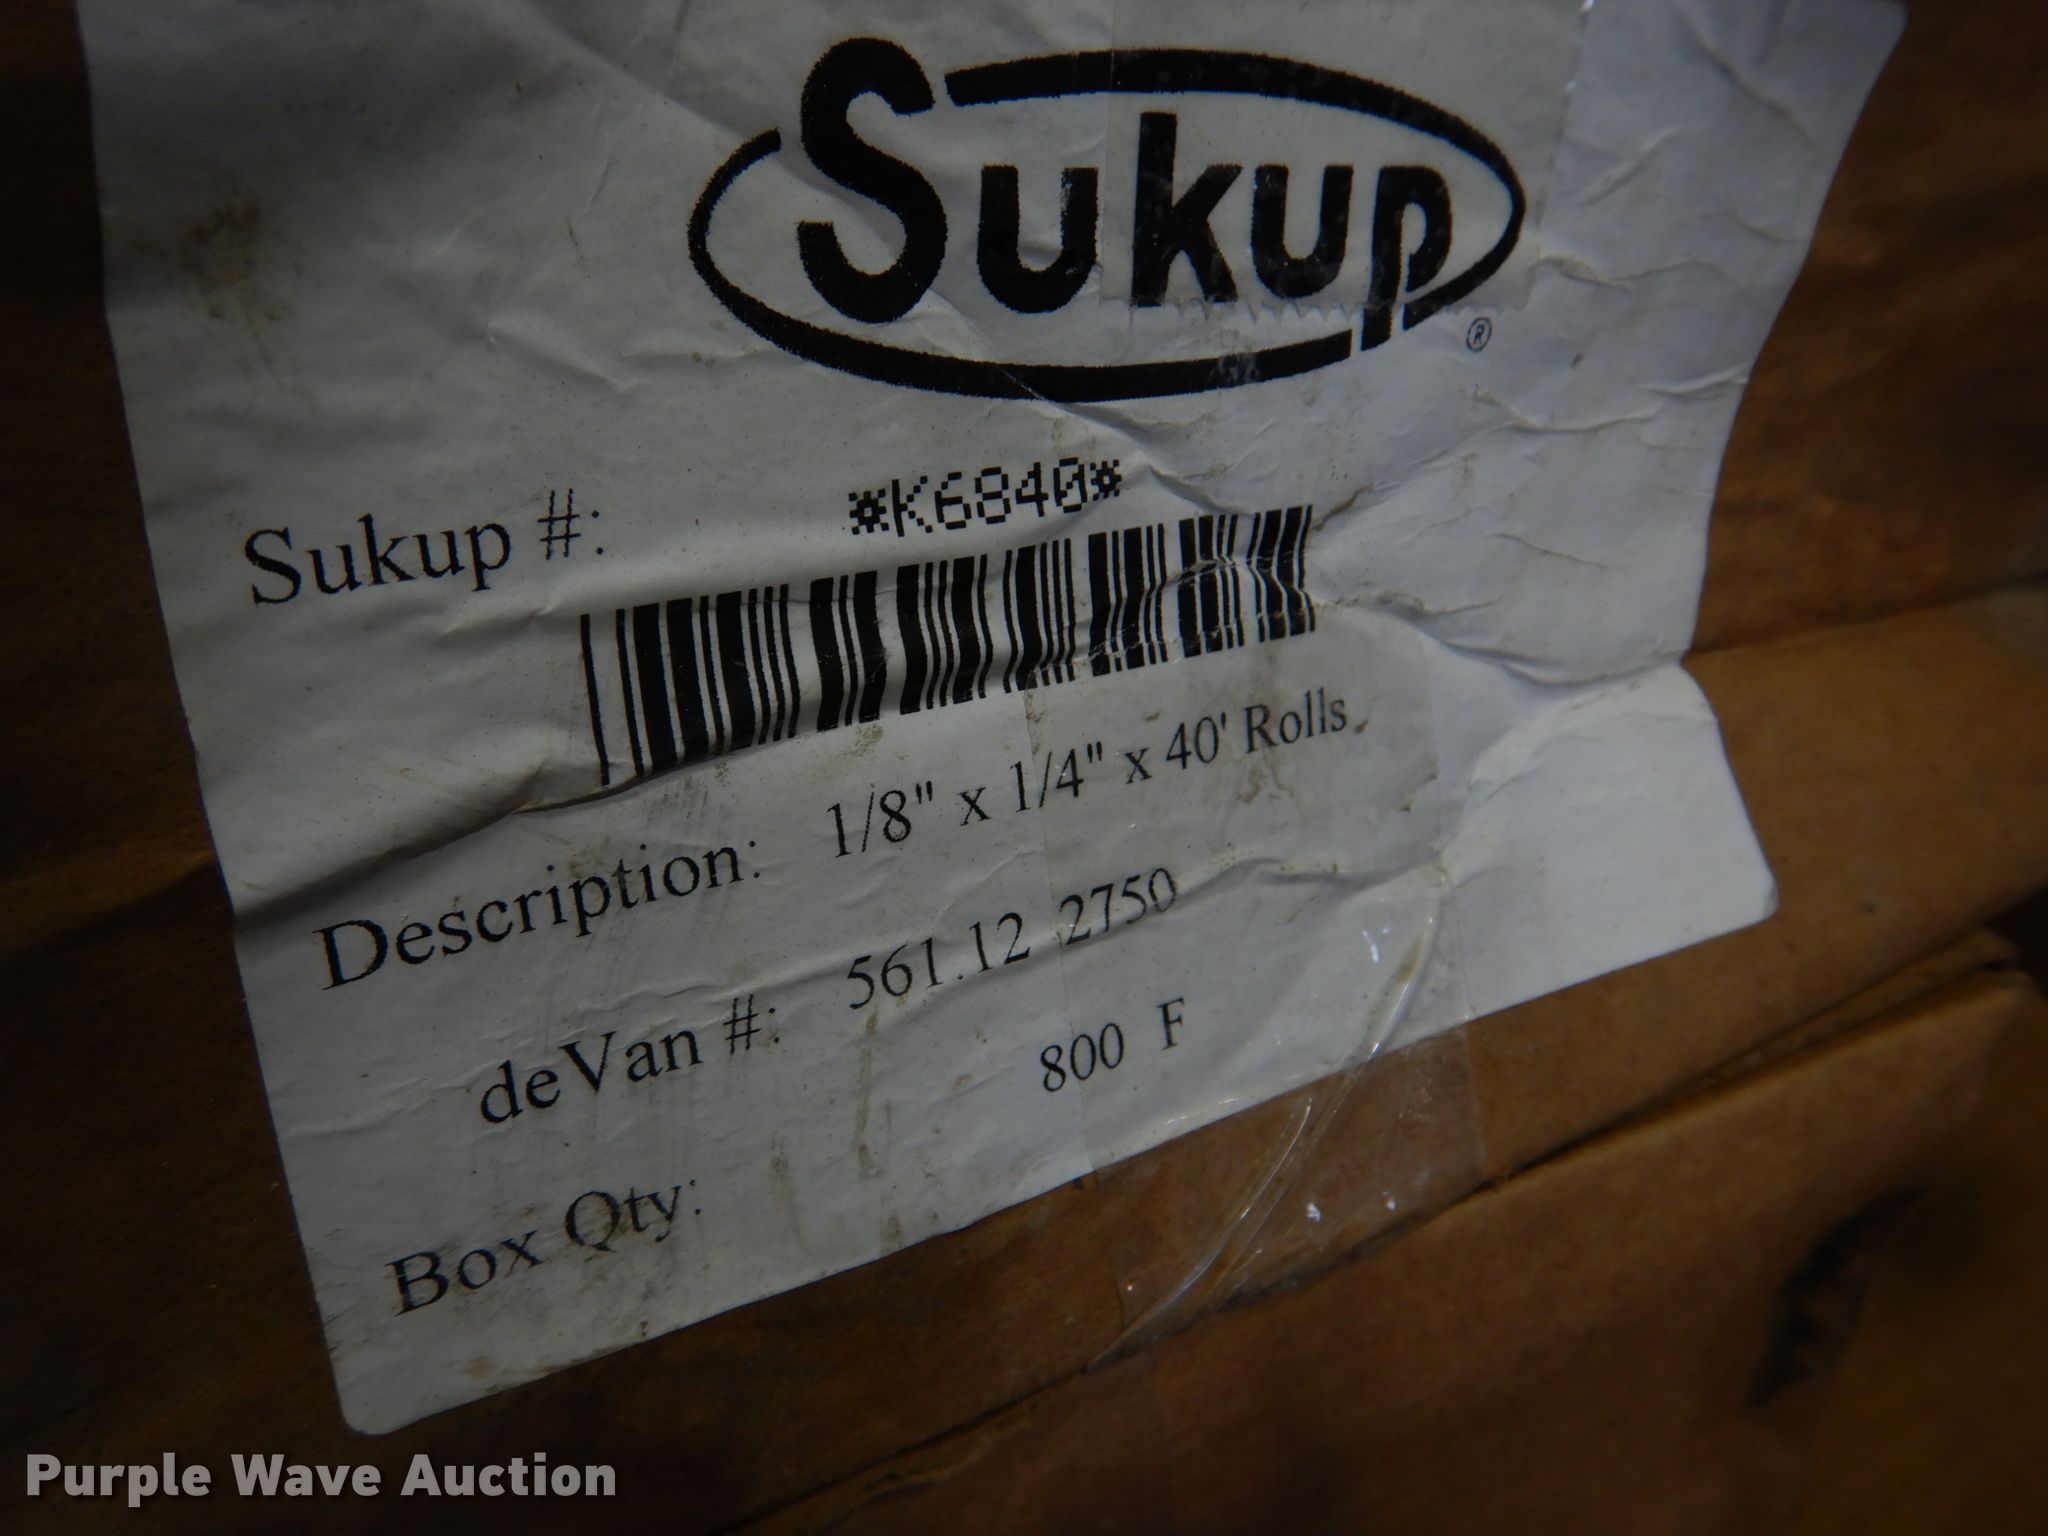 Sukup®
Sukup #: *K6840*
Description: 1/8" x 1/4" x 40' Rolls
deVan #: 561.12 2750
Box Qty: 800 F
Purple Wave Auction